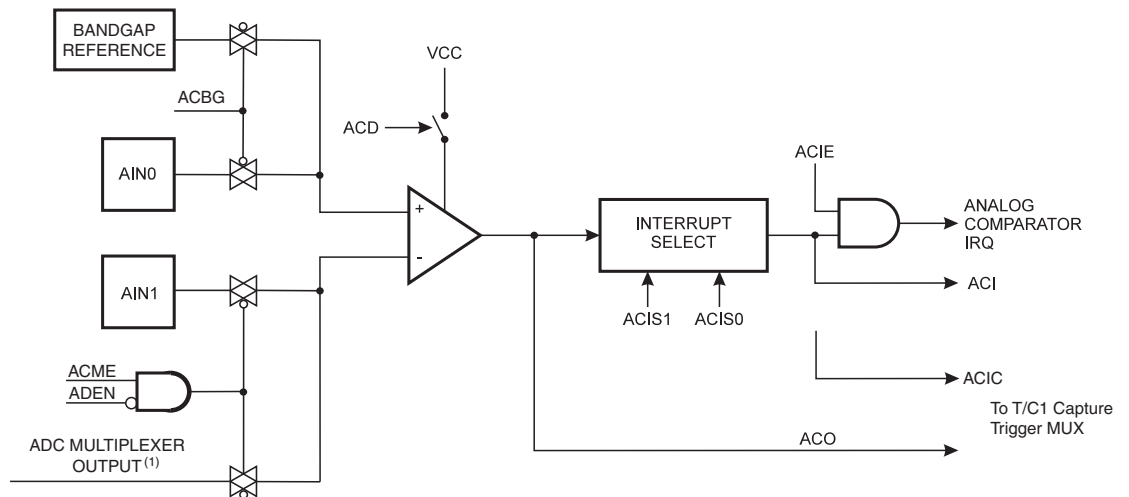 BANDGAP
REFERENCE
ACBG
AIN0
AIN1
ACME
ADEN
ADC MULTIPLEXER
OUTPUT (1)
VCC
ACD
+
-
INTERRUPT
SELECT
ACIS1
ACIS0
ACIE
ANALOG
COMPARATOR
IRQ
ACI
ACIC
To T/C1 Capture
Trigger MUX
ACO